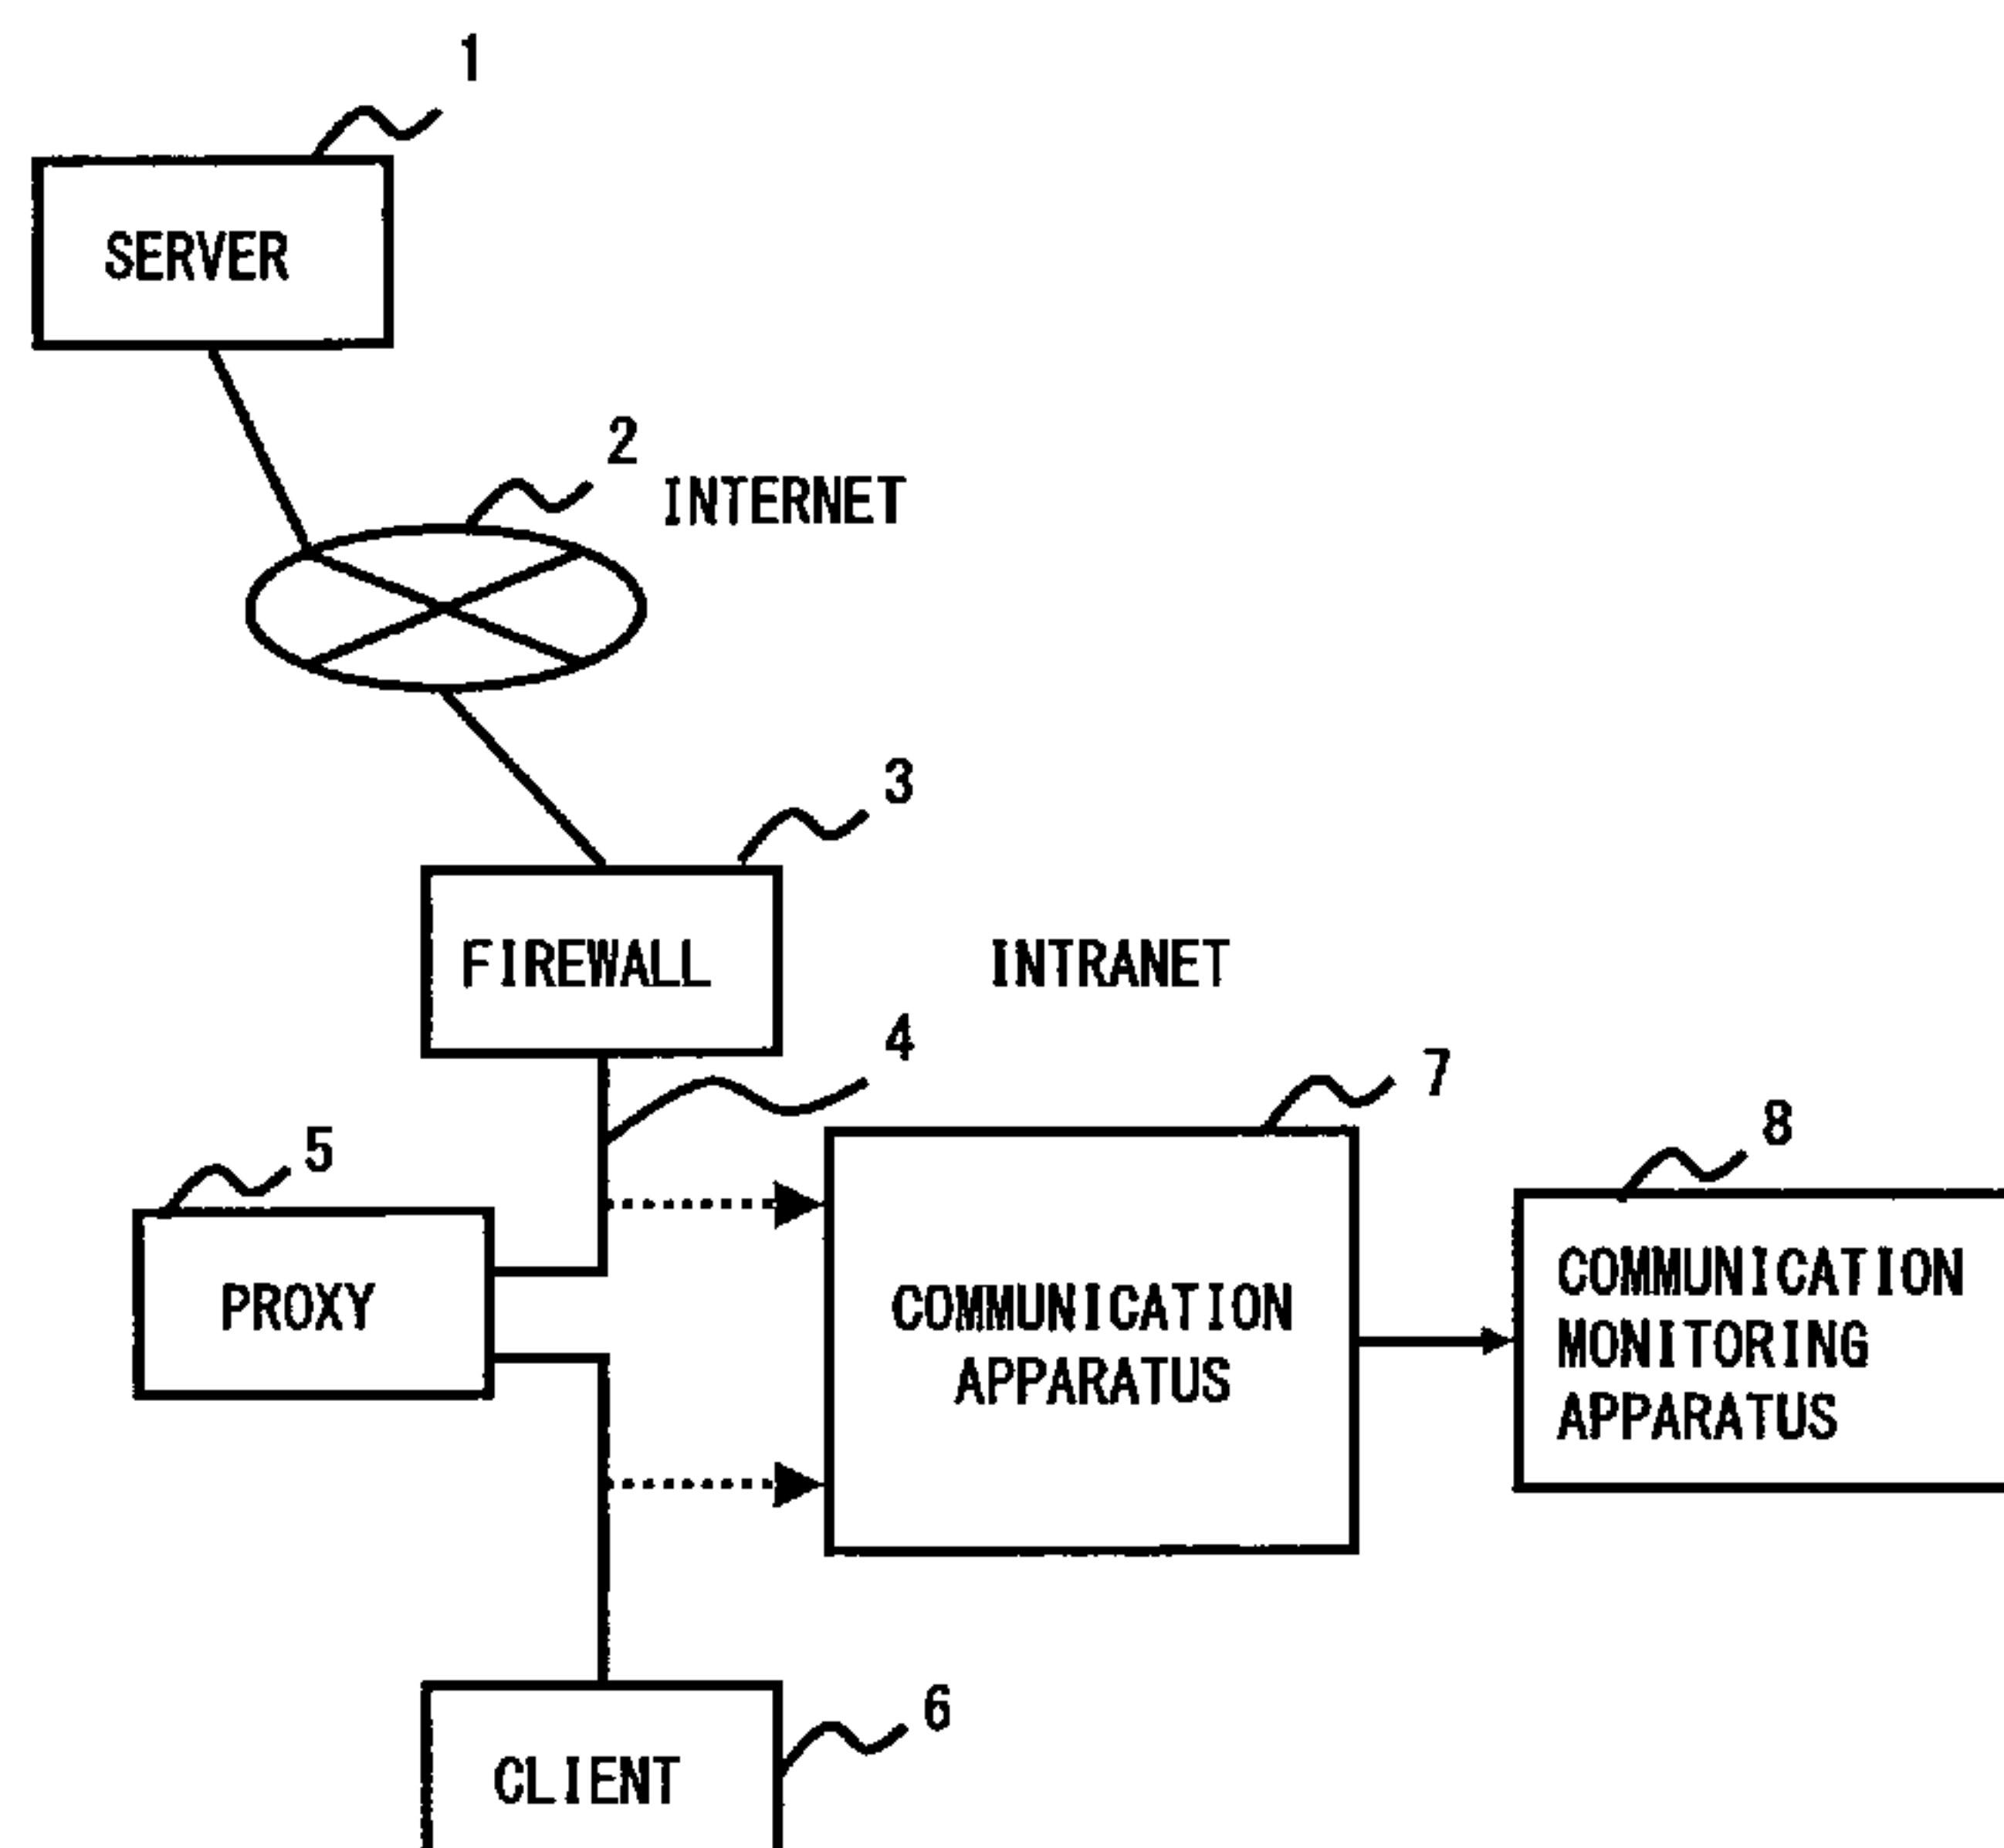 1
SERVER
2
INTERNET
3
FIREWALL
INTRANET
4
7
8
5
PROXY
COMMUNICATION
APPARATUS
COMMUNICATION
MONITORING
APPARATUS
6
CLIENT